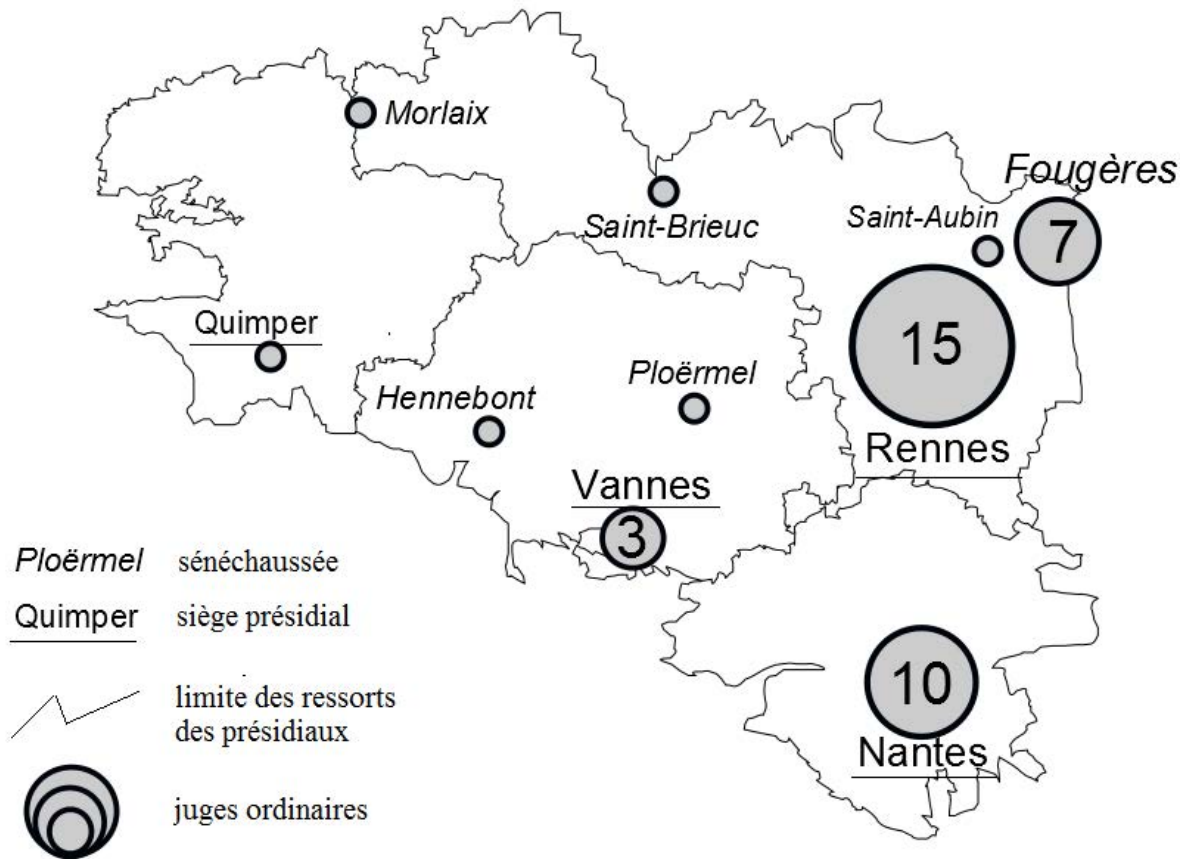 Morlaix
Fougères
Saint-Aubin
Saint-Brieuc
7
Quimper
15
Ploërmel
Hennebont
Rennes
Vannes
3
Ploërmel sénéchaussée
Quimper siège présidial
limite des ressorts
des présidiaux
10
Nantes
juges ordinaires